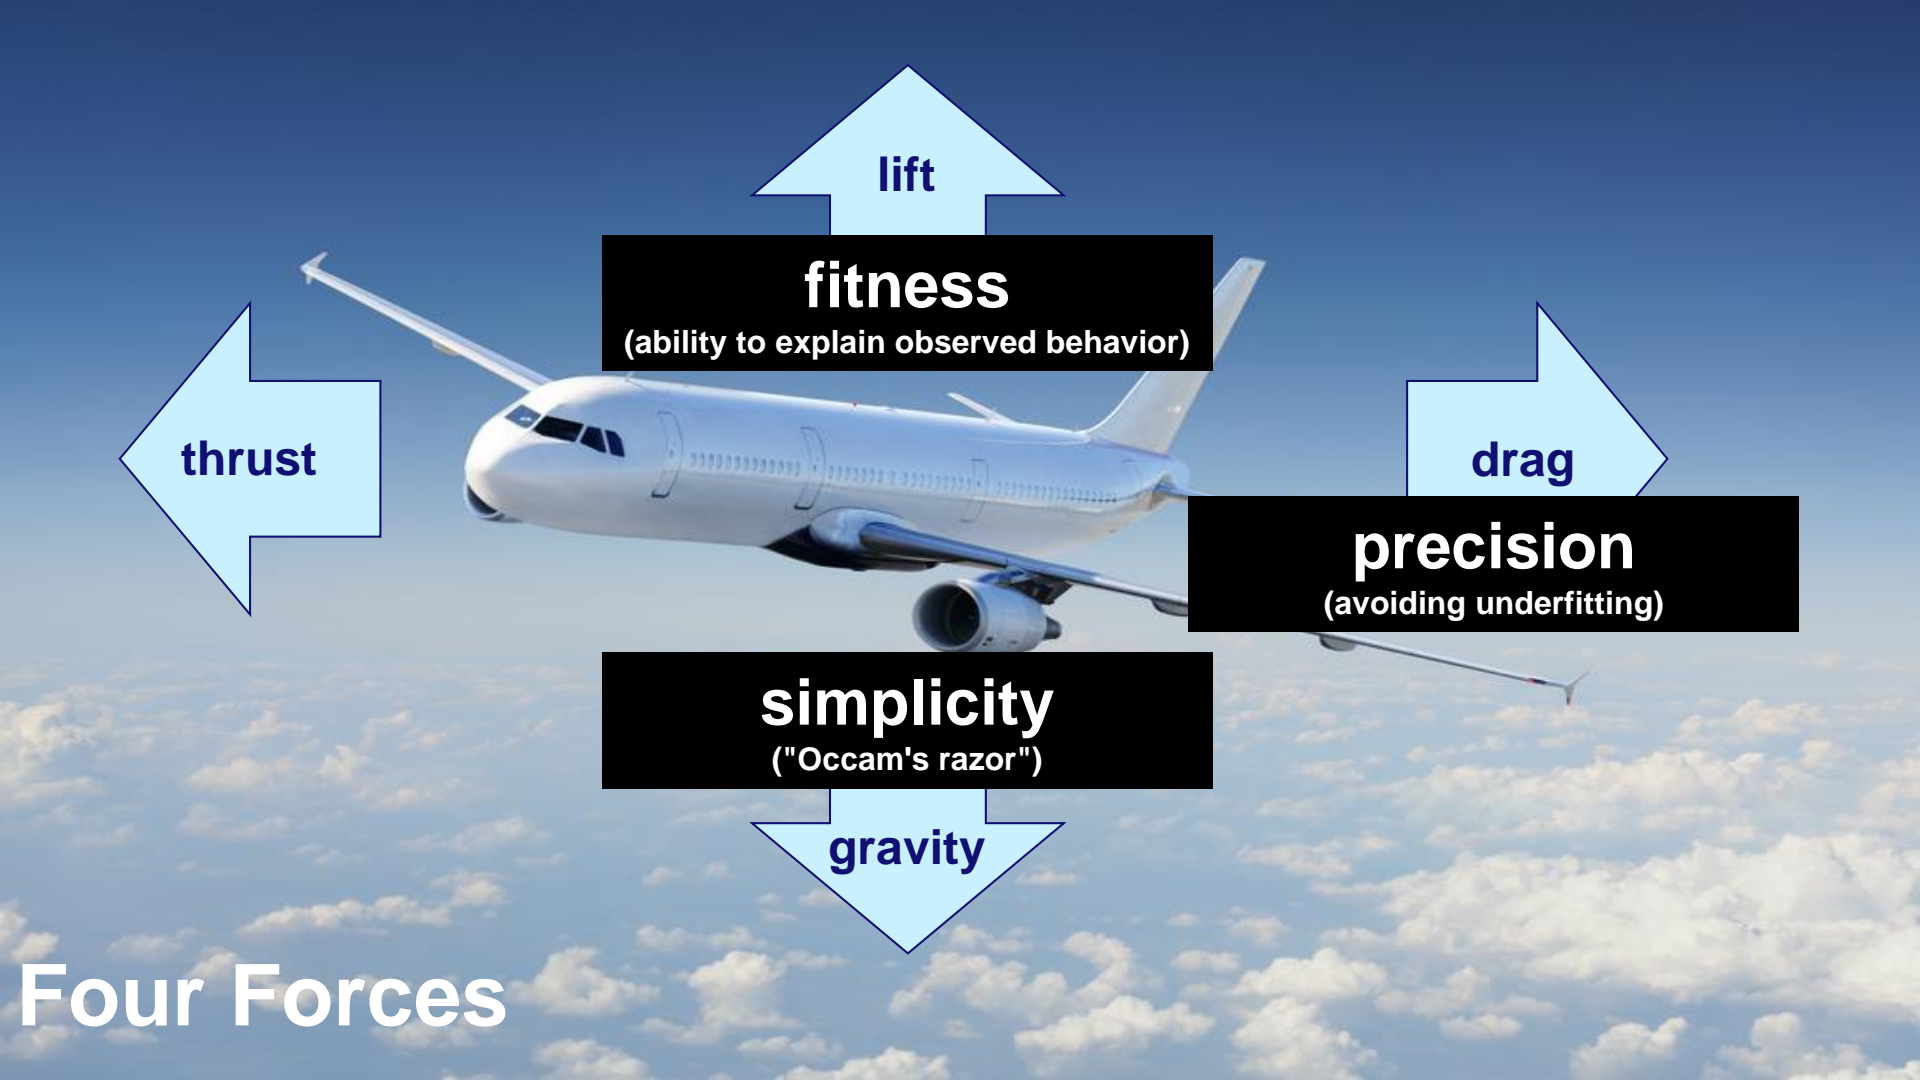 lift
fitness
(ability to explain observed behavior)
thrust
drag
precision
(avoiding underfitting)
simplicity
("Occam's razor")
gravity
Four Forces